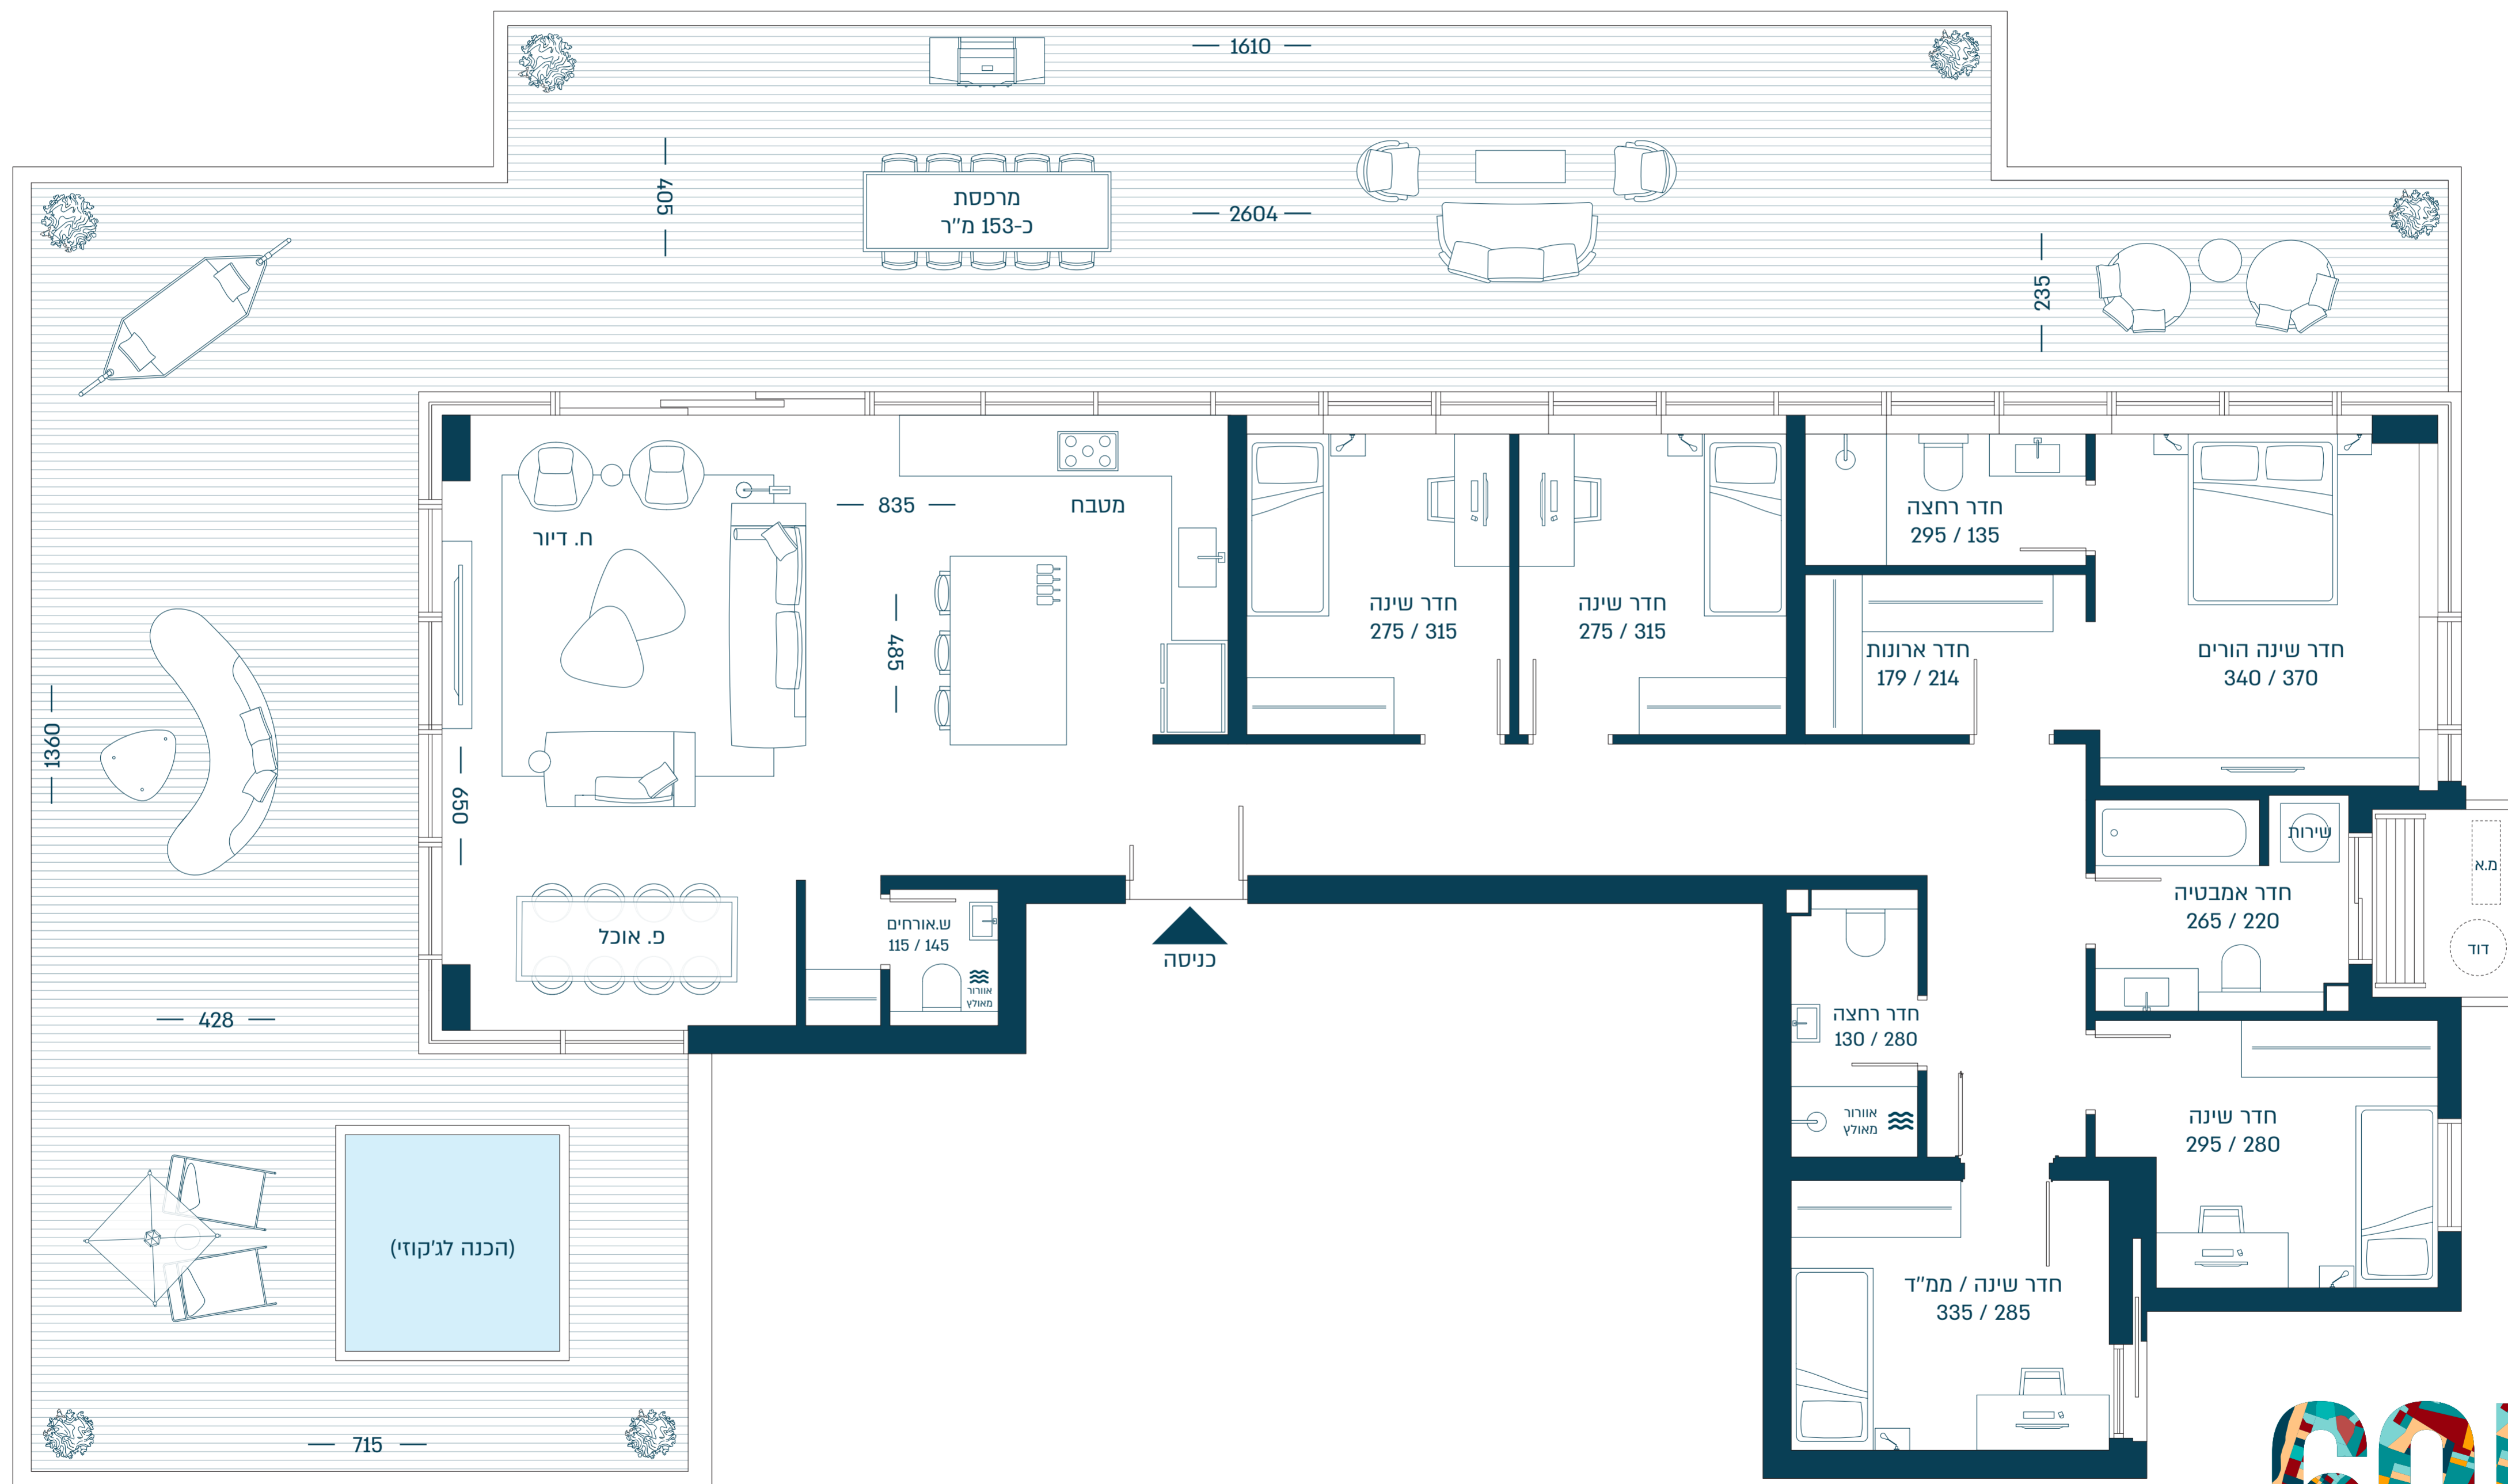 1610
405
מרפסת
כ-153 מ"ר
2604
235
835
מטבח
ח. דיור
485
חדר שינה
275 / 315
חדר שינה
275 / 315
חדר רחצה
295 / 135
חדר ארונות
179 / 214
חדר שינה הורים
340 / 370
1360
650
שירות
מ.א
חדר אמבטיה
265 / 220
דוד
פ. אוכל
ש.אורחים
115 / 145
אוורור
מאולץ
כניסה
428
חדר רחצה
130 / 280
אוורור
מאולץ
חדר שינה
295 / 280
(הכנה לג'קוזי)
חדר שינה / ממ"ד
335 / 285
715